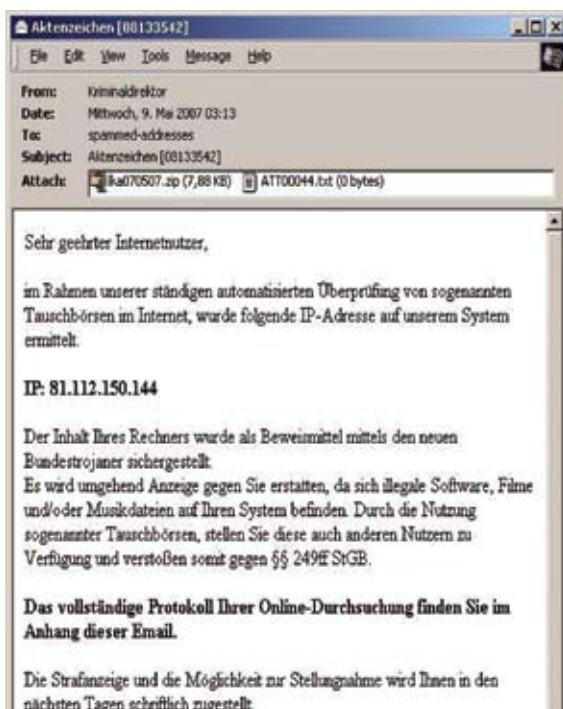 Aktenzeichen [08133542]
File Edit View Tools Message Help
From: Kriminaldirektor
Date: Mittwoch, 9. Mai 2007 03:13
To: spammed-addresses
Subject: Aktenzeichen [08133542]
Attach: lka070507.zip (7,88 KB) ATT00044.txt (0 bytes)
Sehr geehrter Internetnutzer,
im Rahmen unserer ständigen automatisierten Überprüfung von sogenannten
Tauschbörsen im Internet, wurde folgende IP-Adresse auf unserem System
ermittelt.
IP: 81.112.150.144
Der Inhalt Ihres Rechners wurde als Beweismittel mittels den neuen
Bundestrojaner sichergestellt.
Es wird umgehend Anzeige gegen Sie erstatten, da sich illegale Software, Filme
und/oder Musikdateien auf Ihren System befinden. Durch die Nutzung
sogenannter Tauschbörsen, stellen Sie diese auch anderen Nutzern zu
Verfügung und verstoßen somit gegen §§ 249ff StGB.
Das vollständige Protokoll Ihrer Online-Durchsuchung finden Sie im
Anhang dieser Email.
Die Strafanzeige und die Möglichkeit zur Stellungnahme wird Ihnen in den
nächsten Tagen schriftlich zugestellt.